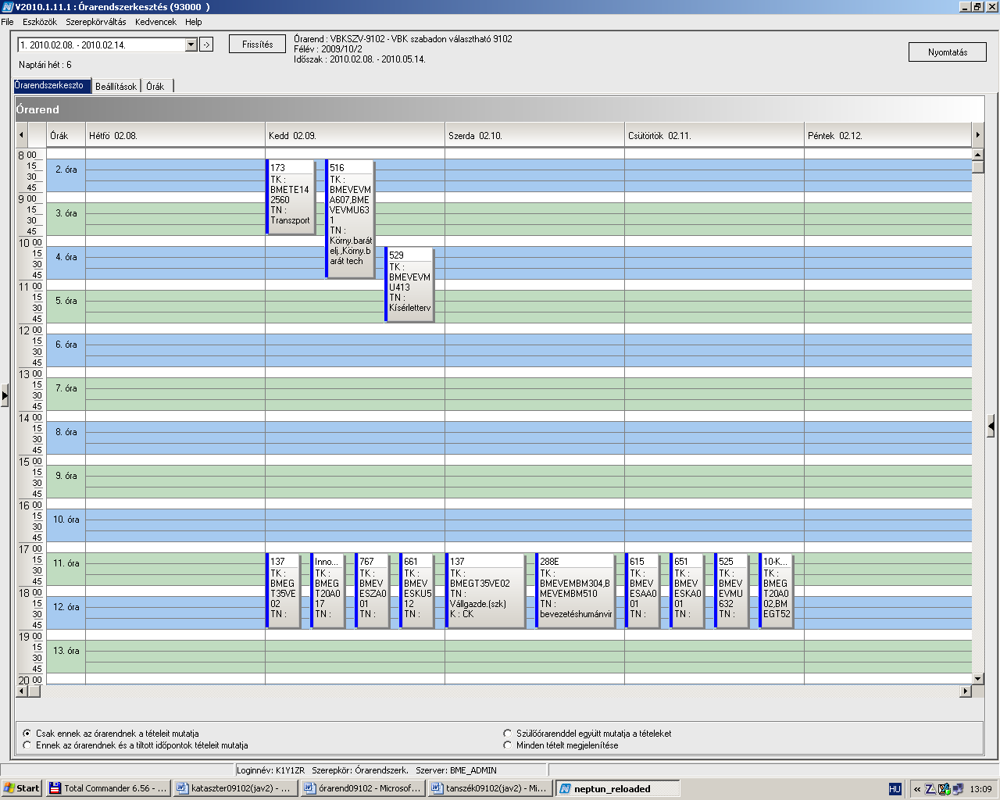 V2010.1.11.1 : Órarendszerkesztés (93000  )
File Eszközök Szerepkörváltás Kedvencek Help
1. 2010.02.08. - 2010.02.14.
->
Frissítés
Órarend : VBKSZV-9102 - VBK szabadon választható 9102
Félév : 2009/10/2
Időszak : 2010.02.08. - 2010.05.14.
Nyomtatás
Naptári hét : 6
Órarendszerkeszto Beállítások Órák
Órarend
Órák Hétfö 02.08. Kedd 02.09. Szerda 02.10. Csütörtök 02.11. Péntek 02.12.
8 00
15
30
45
2. óra
9 00
15
30
45
3. óra
10 00
15
30
45
4. óra
11 00
15
30
45
5. óra
12 00
15
30
45
6. óra
13 00
15
30
45
7. óra
14 00
15
30
45
8. óra
15 00
15
30
45
9. óra
16 00
15
30
45
10. óra
17 00
15
30
45
11. óra
18 00
15
30
45
12. óra
19 00
15
30
45
13. óra
20 00
173
TK :
BMETE14
2560
TN :
Transzport
516
TK :
BMEVEVM
A607,BME
VEVMU63
1
TN :
Körny.barát
elj.,Körny.b
arát tech
529
TK :
BMEVEVM
U413
TN :
Kísérletterv
137
TK :
BMEG
T35VE
02
TN :
Inno...
TK :
BMEG
T20A0
17
TN :
767
TK :
BMEV
ESZA0
01
TN :
661
TK :
BMEV
ESKU5
12
TN :
137
TK :
BMEGT35VE02
TN :
Vállgazde.(szk)
K : CK
288E
TK :
BMEVEMBM304,B
MEVEMBM510
TN :
bevezetéshumánvir
615
TK :
BMEV
ESAA0
01
TN :
651
TK :
BMEV
ESKA0
01
TN :
525
TK :
BMEV
EVMU
632
TN :
10-K...
TK :
BMEG
T20A0
02,BM
EGT52
Csak ennek az órarendnek a tételeit mutatja
Szülőórarenddel együtt mutatja a tételeket
Ennek az órarendnek és a tiltott időpontok tételeit mutatja
Minden tételt megjelenítése
Loginnév: K1Y1ZR Szerepkör: Órarendszerk. Szerver: BME_ADMIN
Start
Total Commander 6.56 - ...
kataszter09102(jav2) - ...
órarend09102 - Microsof...
tanszék09102(jav2) - Mi...
neptun_reloaded
HU
«
13:09